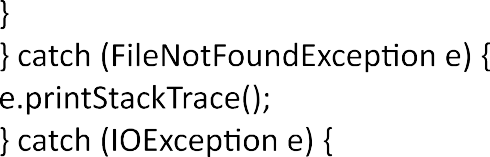 }
} catch (FileNotFoundException e) {
e.printStackTrace();
} catch (IOException e) {